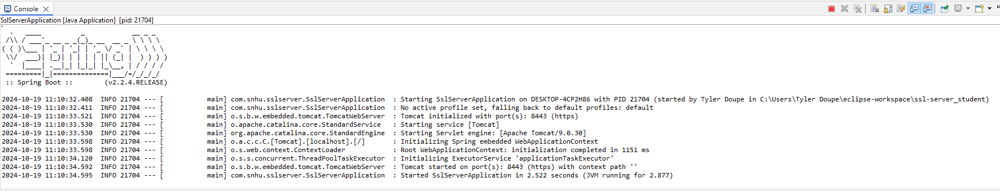 Console
SslServerApplication [Java Application] [pid: 21704]
  .   ____          _            __ _ _
 /\\ / ___'_ __ _ _(_)_ __  __ _ \ \ \ \
( ( )\___ | '_ | '_| | '_ \/ _` | \ \ \ \
 \\/  ___)| |_)| | | | | || (_| |  ) ) ) )
  '  |____| .__|_| |_|_| |_\__, | / / / /
 =========|_|==============|___/=/_/_/_/
 :: Spring Boot ::        (v2.2.4.RELEASE)
2024-10-19 11:10:32.408  INFO 21704 --- [           main] com.snhu.sslserver.SslServerApplication  : Starting SslServerApplication on DESKTOP-4CP2H86 with PID 21704 (started by Tyler Doupe in C:\Users\Tyler Doupe\eclipse-workspace\ssl-server_student)
2024-10-19 11:10:32.411  INFO 21704 --- [           main] com.snhu.sslserver.SslServerApplication  : No active profile set, falling back to default profiles: default
2024-10-19 11:10:33.521  INFO 21704 --- [           main] o.s.b.w.embedded.tomcat.TomcatWebServer  : Tomcat initialized with port(s): 8443 (https)
2024-10-19 11:10:33.530  INFO 21704 --- [           main] o.apache.catalina.core.StandardService   : Starting service [Tomcat]
2024-10-19 11:10:33.530  INFO 21704 --- [           main] org.apache.catalina.core.StandardEngine  : Starting Servlet engine: [Apache Tomcat/9.0.30]
2024-10-19 11:10:33.598  INFO 21704 --- [           main] o.a.c.c.C.[Tomcat].[localhost].[/]       : Initializing Spring embedded WebApplicationContext
2024-10-19 11:10:33.598  INFO 21704 --- [           main] o.s.web.context.ContextLoader            : Root WebApplicationContext: initialization completed in 1151 ms
2024-10-19 11:10:34.120  INFO 21704 --- [           main] o.s.s.concurrent.ThreadPoolTaskExecutor  : Initializing ExecutorService 'applicationTaskExecutor'
2024-10-19 11:10:34.592  INFO 21704 --- [           main] o.s.b.w.embedded.tomcat.TomcatWebServer  : Tomcat started on port(s): 8443 (https) with context path ''
2024-10-19 11:10:34.595  INFO 21704 --- [           main] com.snhu.sslserver.SslServerApplication  : Started SslServerApplication in 2.522 seconds (JVM running for 2.877)